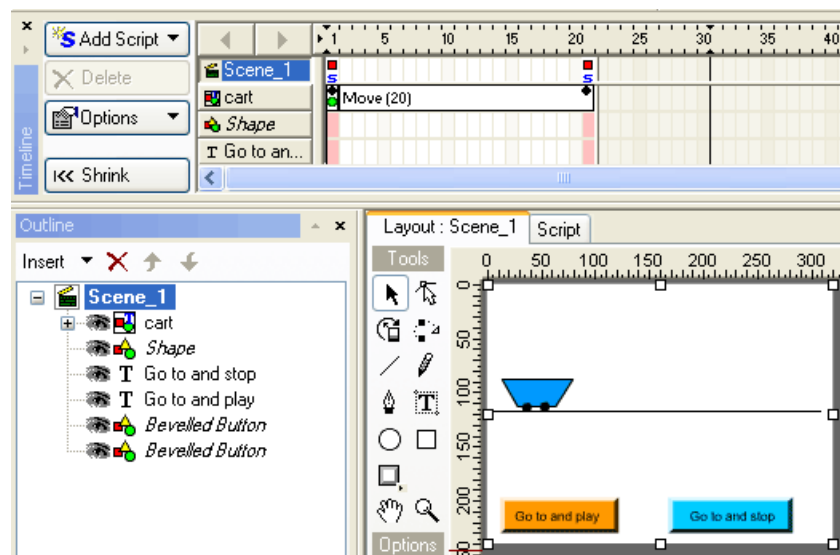 Add Script
Delete
Options
Shrink
Timeline
1 5 10 15 20 25 30 35 40
Scene_1
cart
Move (20)
Shape
T Go to an...
Outline
Insert
Scene_1
cart
Shape
T Go to and stop
T Go to and play
Bevelled Button
Bevelled Button
Layout : Scene_1
Script
Tools
Options
0 50 100 150 200 250 300
0
50
100
150
200
Go to and play
Go to and stop